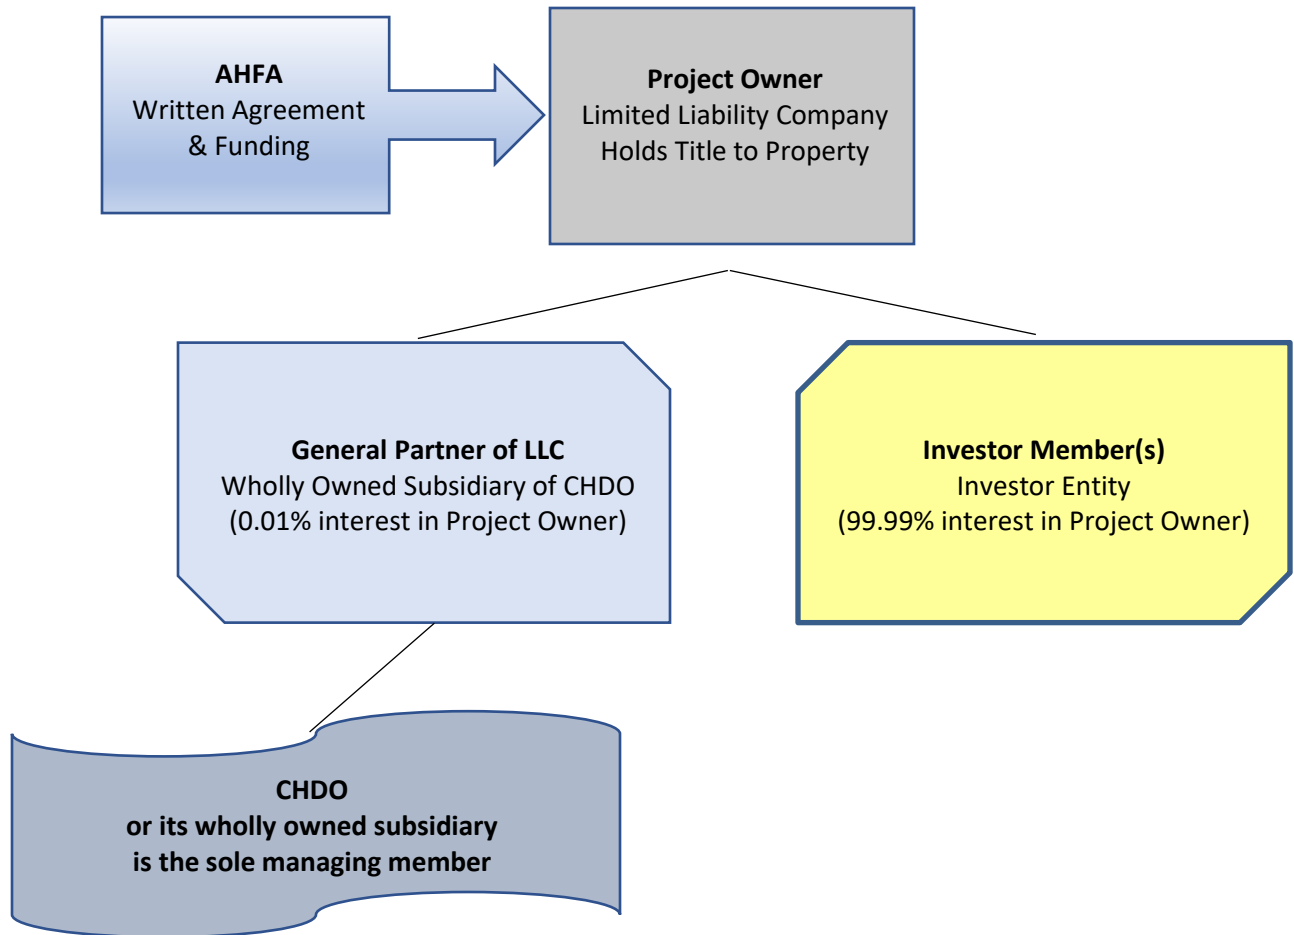 AHFA
Written Agreement
& Funding
Project Owner
Limited Liability Company
Holds Title to Property
General Partner of LLC
Wholly Owned Subsidiary of CHDO
(0.01% interest in Project Owner)
Investor Member(s)
Investor Entity
(99.99% interest in Project Owner)
CHDO
or its wholly owned subsidiary
is the sole managing member